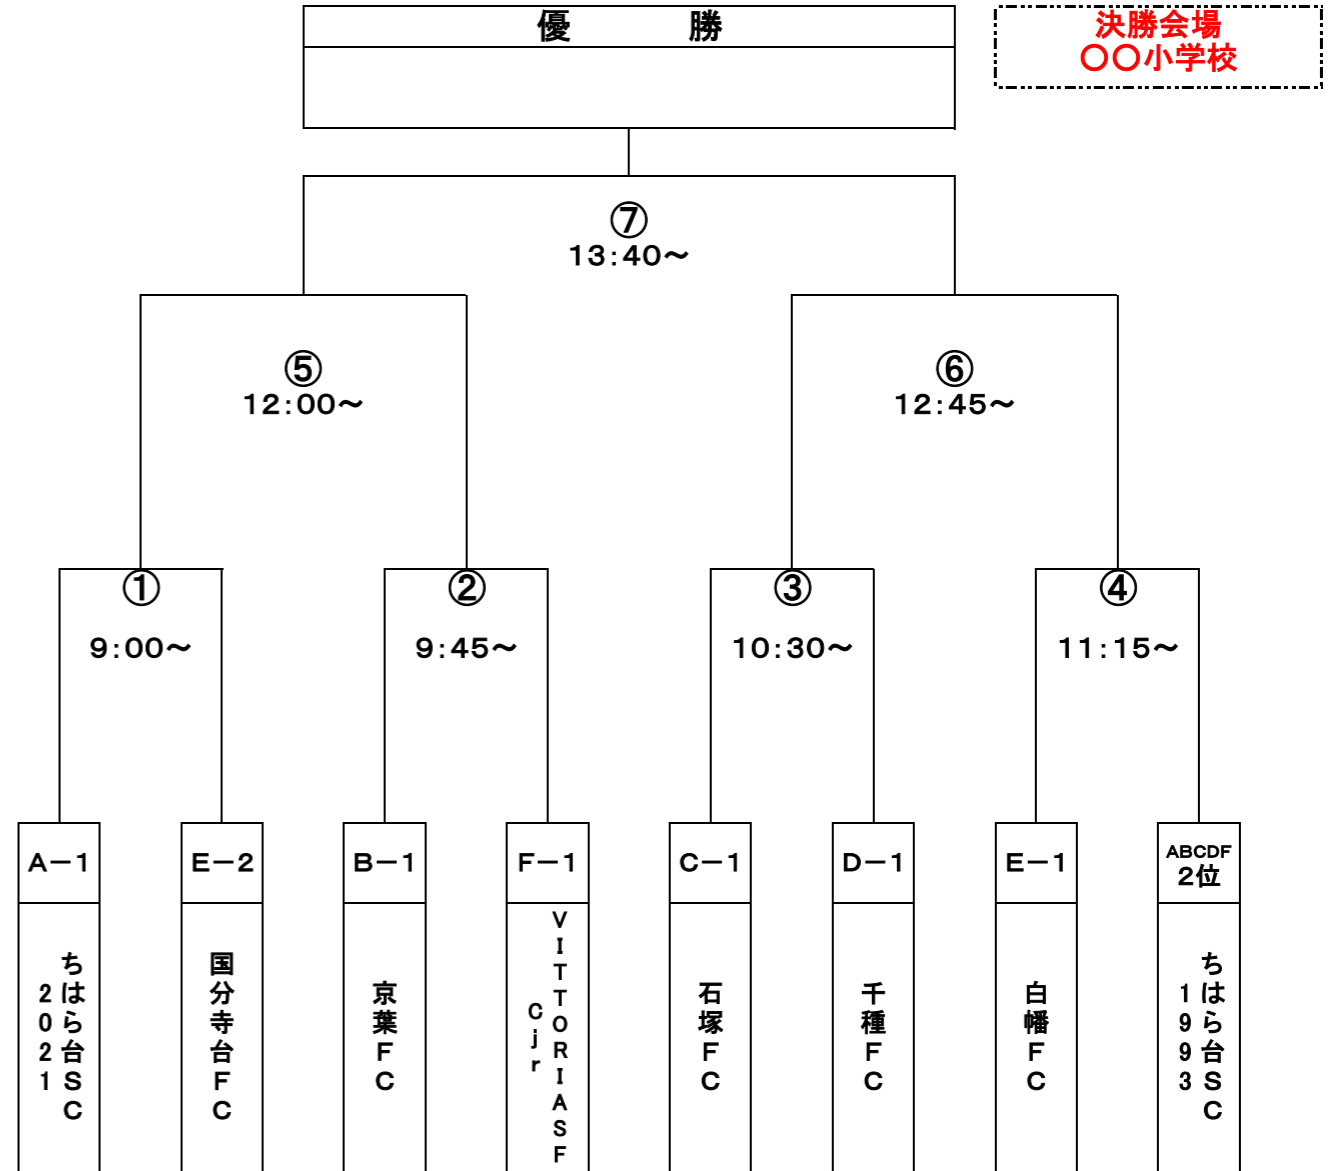 優　勝
決勝会場
〇〇小学校
⑦
13:40～
⑤
12:00～
⑥
12:45～
①
9:00～
②
9:45～
③
10:30～
④
11:15～
A－1
E－2
B－1
F－1
C－1
D－1
E－1
ABCDF
2位
ちはら台SC
2021
国分寺台FC
京葉FC
VITTORIASF
Cjr
石塚FC
千種FC
白幡FC
ちはら台SC
1993